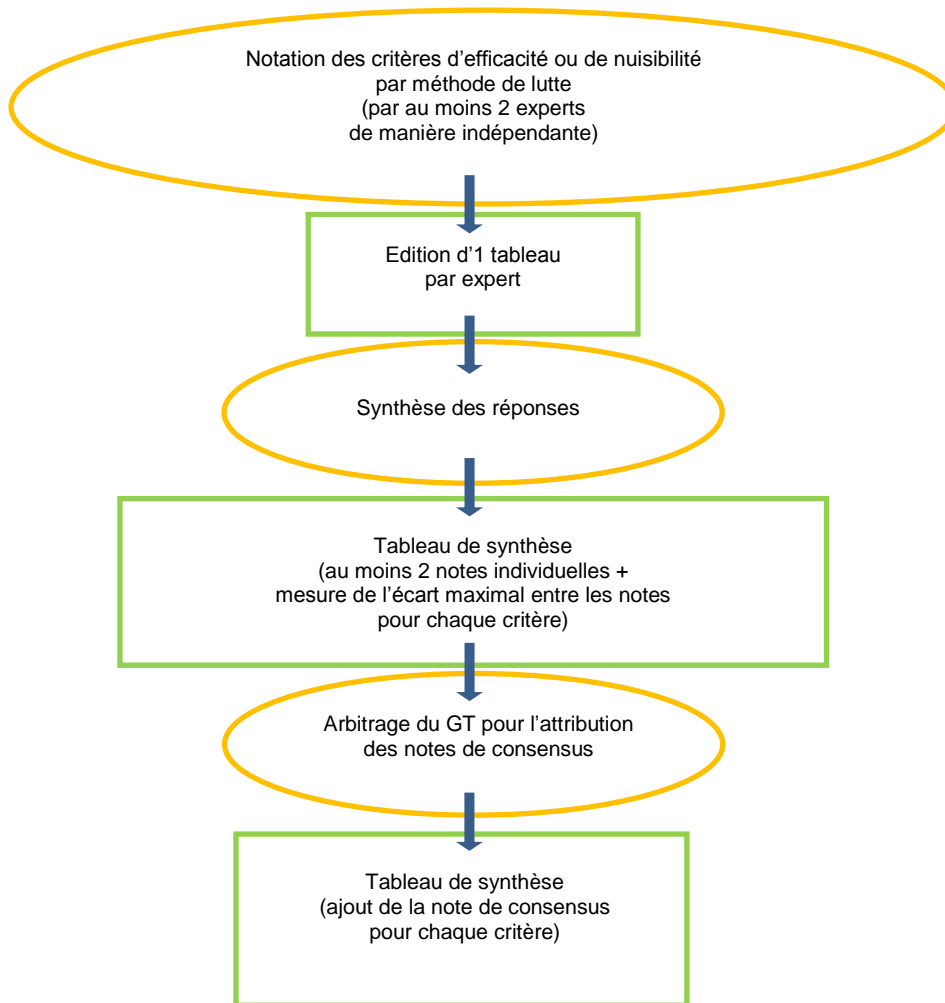 Notation des critères d'efficacité ou de nuisibilité
par méthode de lutte
(par au moins 2 experts
de manière indépendante)
Edition d'1 tableau
par expert
Synthèse des réponses
Tableau de synthèse
(au moins 2 notes individuelles +
mesure de l'écart maximal entre les notes
pour chaque critère)
Arbitrage du GT pour l'attribution
des notes de consensus
Tableau de synthèse
(ajout de la note de consensus
pour chaque critère)